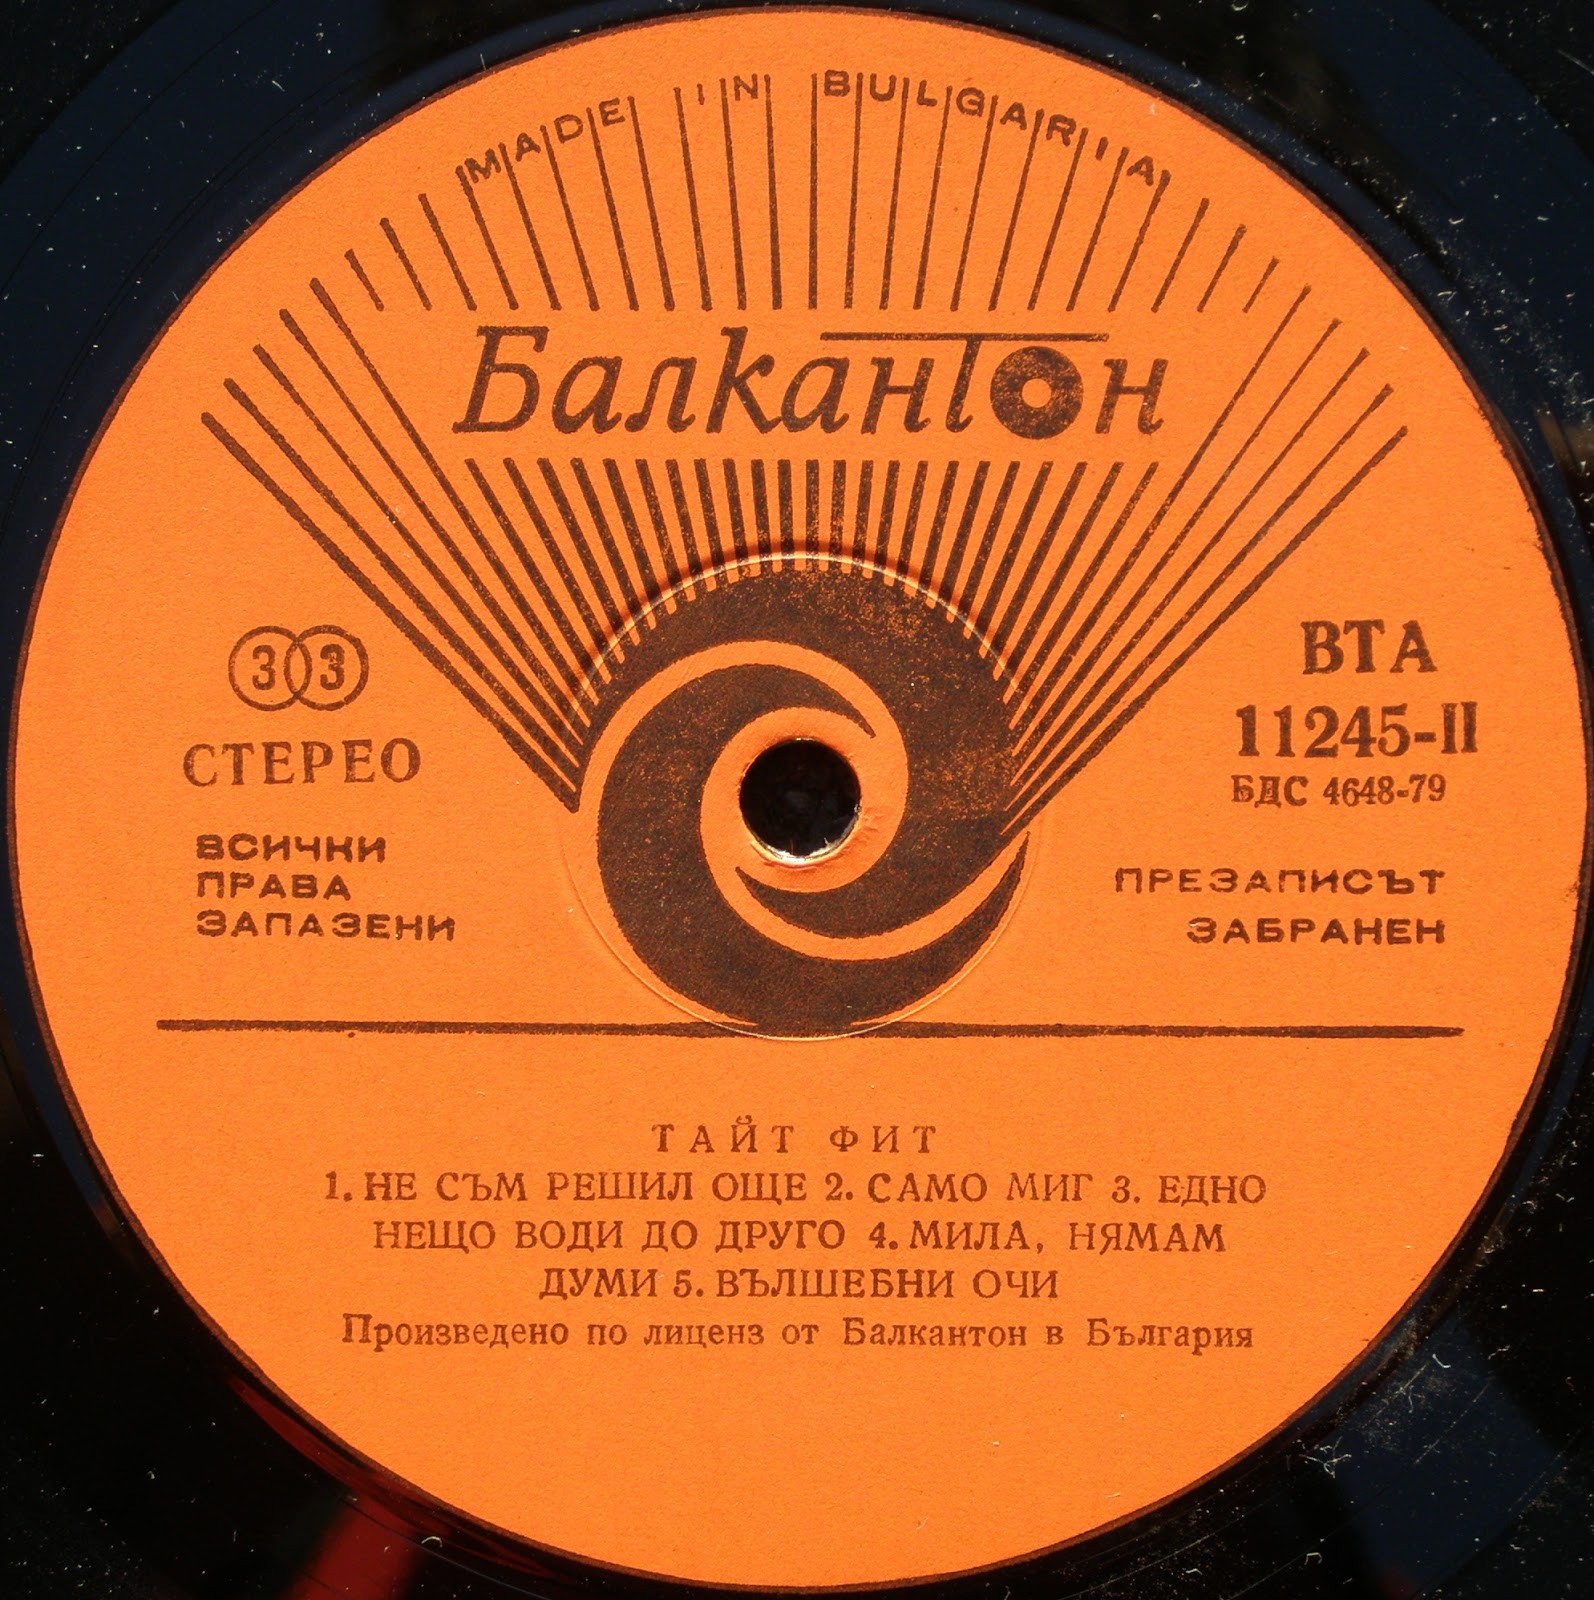 MADE IN BULGARIA
Балкантон
33
СТЕРЕО
ВСИЧКИ
ПРАВА
ЗАПАЗЕНИ
ВТА
11245-II
БДС 4648-79
ПРЕЗАПИСЪТ
ЗАБРАНЕН
ТАЙТ ФИТ
1. НЕ СЪМ РЕШИЛ ОЩЕ 2. САМО МИГ 3. ЕДНО
НЕЩО ВОДИ ДО ДРУГО 4. МИЛА, НЯМАМ
ДУМИ 5. ВЪЛШЕБНИ ОЧИ
Произведено по лиценз от Балкантон в България